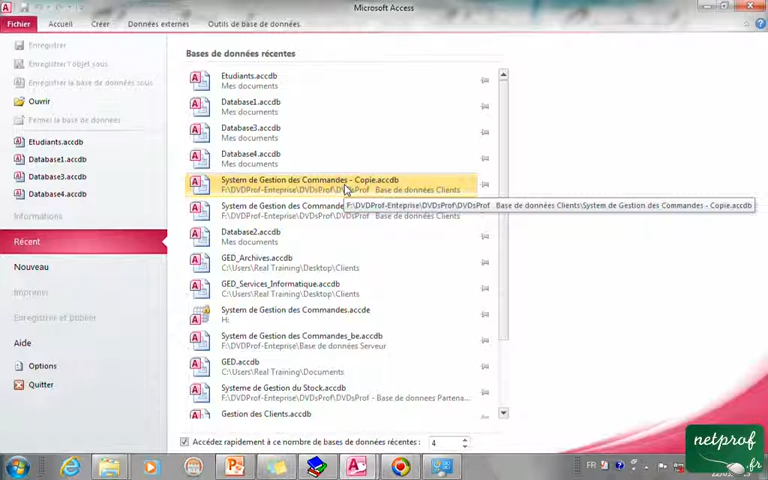 Microsoft Access
Fichier Accueil Créer Données externes Outils de base de données
Enregistrer
Enregistrer l'objet sous
Enregistrer la base de données sous
Ouvrir
Fermer la base de données
Etudiants.accdb
Database1.accdb
Database3.accdb
Database4.accdb
Informations
Récent
Nouveau
Imprimer
Enregistrer et publier
Aide
Options
Quitter
Bases de données récentes
Etudiants.accdb
Mes documents
Database1.accdb
Mes documents
Database3.accdb
Mes documents
Database4.accdb
Mes documents
System de Gestion des Commandes - Copie.accdb
F:\DVDProf-Enteprise\DVDsProf\DVDsProf Base de données Clients
System de Gestion des Comma
F:\DVDProf-Enteprise\DVDsProf\DVDsProf Base de données Clients\System de Gestion des Commandes - Copie.accdb
F:\DVDProf-Enteprise\DVDsProf\DVDsProf Base de données Clients
Database2.accdb
Mes documents
GED_Archives.accdb
C:\Users\Real Training\Desktop\Clients
GED_Services_Informatique.accdb
C:\Users\Real Training\Desktop\Clients
System de Gestion des Commandes.accde
H:
System de Gestion des Commandes_be.accdb
F:\DVDProf-Enteprise\Base de données Serveur
GED.accdb
C:\Users\Real Training\Documents
Systeme de Gestion du Stock.accdb
F:\DVDProf-Enteprise\DVDsProf\DVDsProf - Base de données Partena...
Gestion des Clients.accdb
Accédez rapidement à ce nombre de bases de données récentes : 4
FR
netprof
.fr